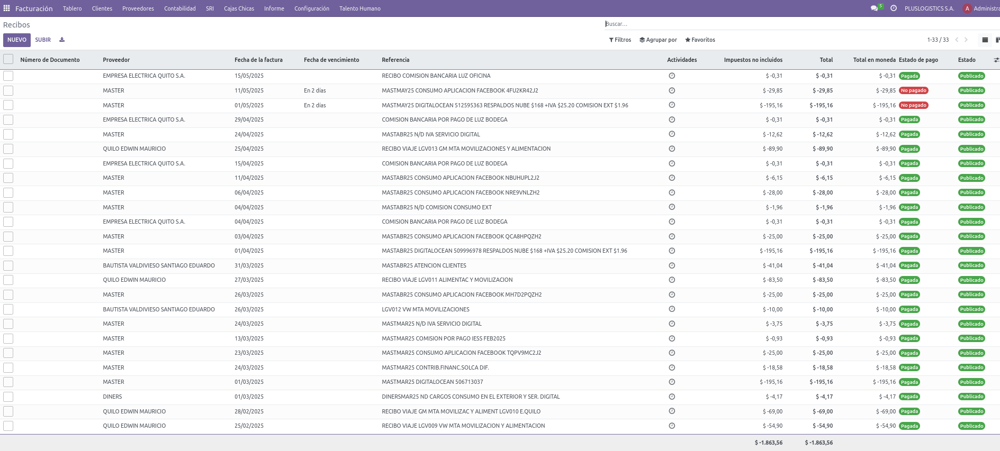 Facturación Tablero Clientes Proveedores Contabilidad SRI Cajas Chicas Informe Configuración Talento Humano 5 PLUSLOGISTICS S.A. A Administra
Recibos Buscar...
NUEVO SUBIR Filtros Agrupar por Favoritos 1-33 / 33
Número de Documento Proveedor Fecha de la factura Fecha de vencimiento Referencia Actividades Impuestos no incluidos Total Total en moneda Estado de pago Estado
EMPRESA ELECTRICA QUITO S.A. 15/05/2025 RECIBO COMISION BANCARIA LUZ OFICINA $ -0,31 $ -0,31 $ -0,31 Pagada Publicado
MASTER 11/05/2025 En 2 días MASTMAY25 CONSUMO APLICACION FACEBOOK 4FU2KR42J2 $ -29,85 $ -29,85 $ -29,85 No pagado Publicado
MASTER 01/05/2025 En 2 días MASTMAY25 DIGITALOCEAN 512595363 RESPALDOS NUBE $168 +IVA $25.20 COMISION EXT $1.96 $ -195,16 $ -195,16 $ -195,16 No pagado Publicado
EMPRESA ELECTRICA QUITO S.A. 29/04/2025 COMISION BANCARIA POR PAGO DE LUZ BODEGA $ -0,31 $ -0,31 $ -0,31 Pagada Publicado
MASTER 24/04/2025 MASTABR25 N/D IVA SERVICIO DIGITAL $ -12,62 $ -12,62 $ -12,62 Pagada Publicado
QUILO EDWIN MAURICIO 25/04/2025 RECIBO VIAJE LGV013 GM MTA MOVILIZACIONES Y ALIMENTACION $ -89,90 $ -89,90 $ -89,90 Pagada Publicado
EMPRESA ELECTRICA QUITO S.A. 15/04/2025 COMISION BANCARIA POR PAGO DE LUZ BODEGA $ -0,31 $ -0,31 $ -0,31 Pagada Publicado
MASTER 11/04/2025 MASTABR25 CONSUMO APLICACION FACEBOOK NBUHUPL2J2 $ -6,15 $ -6,15 $ -6,15 Pagada Publicado
MASTER 06/04/2025 MASTABR25 CONSUMO APLICACION FACEBOOK NRE9VNLZH2 $ -28,00 $ -28,00 $ -28,00 Pagada Publicado
MASTER 04/04/2025 MASTABR25 N/D COMISION CONSUMO EXT $ -1,96 $ -1,96 $ -1,96 Pagada Publicado
EMPRESA ELECTRICA QUITO S.A. 04/04/2025 COMISION BANCARIA POR PAGO DE LUZ BODEGA $ -0,31 $ -0,31 $ -0,31 Pagada Publicado
MASTER 03/04/2025 MASTABR25 CONSUMO APLICACION FACEBOOK QCA8HPQZH2 $ -25,00 $ -25,00 $ -25,00 Pagada Publicado
MASTER 01/04/2025 MASTABR25 DIGITALOCEAN 509996978 RESPALDOS NUBE $168 +IVA $25.20 COMISION EXT $1.96 $ -195,16 $ -195,16 $ -195,16 Pagada Publicado
BAUTISTA VALDIVIESO SANTIAGO EDUARDO 31/03/2025 MASTABR25 ATENCION CLIENTES $ -41,04 $ -41,04 $ -41,04 Pagada Publicado
QUILO EDWIN MAURICIO 27/03/2025 RECIBO VIAJE LGV011 ALIMENTAC Y MOVILIZACION $ -83,50 $ -83,50 $ -83,50 Pagada Publicado
MASTER 26/03/2025 MASTABR25 CONSUMO APLICACION FACEBOOK MH7D2PQZH2 $ -25,00 $ -25,00 $ -25,00 Pagada Publicado
BAUTISTA VALDIVIESO SANTIAGO EDUARDO 26/03/2025 LGV012 VW MTA MOVILIZACIONES $ -10,00 $ -10,00 $ -10,00 Pagada Publicado
MASTER 24/03/2025 MASTMAR25 N/D IVA SERVICIO DIGITAL $ -3,75 $ -3,75 $ -3,75 Pagada Publicado
MASTER 13/03/2025 MASTMAR25 COMISION POR PAGO IESS FEB2025 $ -0,93 $ -0,93 $ -0,93 Pagada Publicado
MASTER 23/03/2025 MASTMAR25 CONSUMO APLICACION FACEBOOK TQPV9MC2J2 $ -25,00 $ -25,00 $ -25,00 Pagada Publicado
MASTER 24/03/2025 MASTMAR25 CONTRIB.FINANC.SOLCA DIF. $ -18,58 $ -18,58 $ -18,58 Pagada Publicado
MASTER 01/03/2025 MASTMAR25 DIGITALOCEAN 506713037 $ -195,16 $ -195,16 $ -195,16 Pagada Publicado
DINERS 01/03/2025 DINERSMAR25 ND CARGOS CONSUMO EN EL EXTERIOR Y SER. DIGITAL $ -4,17 $ -4,17 $ -4,17 Pagada Publicado
QUILO EDWIN MAURICIO 28/02/2025 RECIBO VIAJE GM MTA MOVILIZAC Y ALIMENT LGV010 E.QUILO $ -69,00 $ -69,00 $ -69,00 Pagada Publicado
QUILO EDWIN MAURICIO 25/02/2025 RECIBO VIAJE LGV009 VW MTA MOVILIZACION Y ALIMENTACION $ -54,90 $ -54,90 $ -54,90 Pagada Publicado
$ -1.863,56 $ -1.863,56